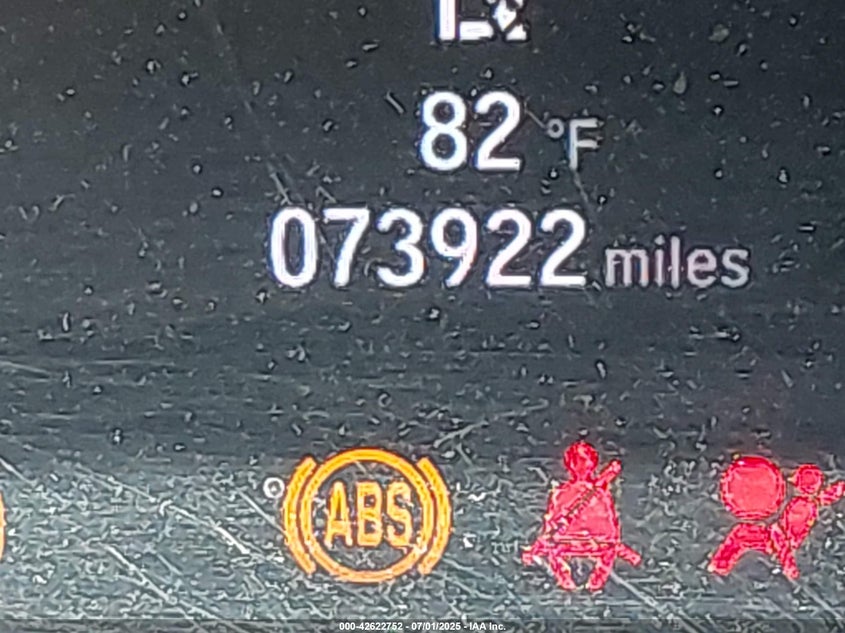 82 °F
073922 miles
ABS
000-42622752 - 07/01/2025 - IAA Inc.